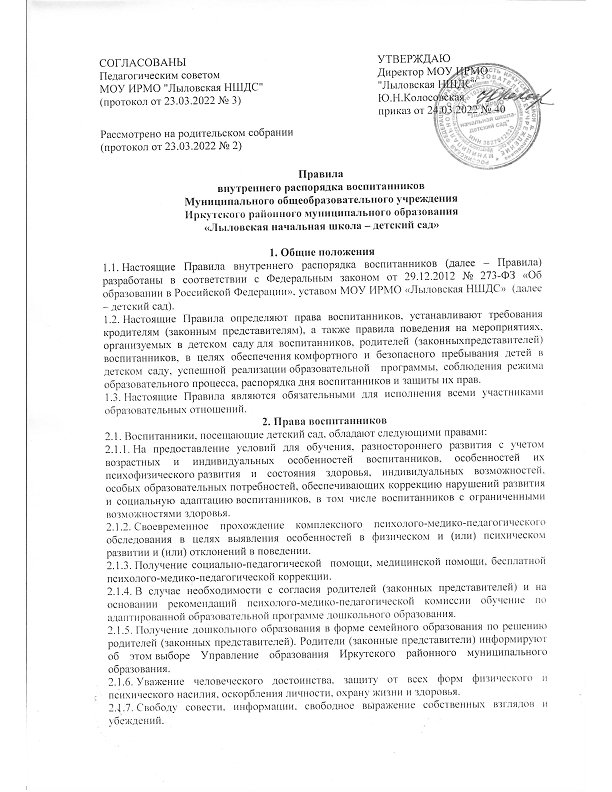 СОГЛАСОВАНЫ
Педагогическим советом
МОУ ИРМО "Лыловская НШДС"
(протокол от 23.03.2022 № 3)
Рассмотрено на родительском собрании
(протокол от 23.03.2022 № 2)
УТВЕРЖДАЮ
Директор МОУ ИРМО
"Лыловская НШДС"
Ю.Н.Колосовская
приказ от 24.03.2022 № 40
Правила
внутреннего распорядка воспитанников
Муниципального общеобразовательного учреждения
Иркутского районного муниципального образования
«Лыловская начальная школа – детский сад»
1. Общие положения
1.1. Настоящие Правила внутреннего распорядка воспитанников (далее – Правила)
разработаны в соответствии с Федеральным законом от 29.12.2012 № 273-ФЗ «Об
образовании в Российской Федерации», уставом МОУ ИРМО «Лыловская НШДС» (далее
– детский сад).
1.2. Настоящие Правила определяют права воспитанников, устанавливают требования
кродителям (законным представителям), а также правила поведения на мероприятиях,
организуемых в детском саду для воспитанников, родителей (законныхпредставителей)
воспитанников, в целях обеспечения комфортного и безопасного пребывания детей в
детском саду, успешной реализации образовательной программы, соблюдения режима
образовательного процесса, распорядка дня воспитанников и защиты их прав.
1.3. Настоящие Правила являются обязательными для исполнения всеми участниками
образовательных отношений.
2. Права воспитанников
2.1. Воспитанники, посещающие детский сад, обладают следующими правами:
2.1.1. На предоставление условий для обучения, разностороннего развития с учетом
возрастных и индивидуальных особенностей воспитанников, особенностей их
психофизического развития и состояния здоровья, индивидуальных возможностей,
особых образовательных потребностей, обеспечивающих коррекцию нарушений развития
и социальную адаптацию воспитанников, в том числе воспитанников с ограниченными
возможностями здоровья.
2.1.2. Своевременное прохождение комплексного психолого-медико-педагогического
обследования в целях выявления особенностей в физическом и (или) психическом
развитии и (или) отклонений в поведении.
2.1.3. Получение социально-педагогической помощи, медицинской помощи, бесплатной
психолого-медико-педагогической коррекции.
2.1.4. В случае необходимости с согласия родителей (законных представителей) и на
основании рекомендаций психолого-медико-педагогической комиссии обучение по
адаптированной образовательной программе дошкольного образования.
2.1.5. Получение дошкольного образования в форме семейного образования по решению
родителей (законных представителей). Родители (законные представители) информируют
об этом выборе Управление образования Иркутского районного муниципального
образования.
2.1.6. Уважение человеческого достоинства, защиту от всех форм физического и
психического насилия, оскорбления личности, охрану жизни и здоровья.
2.1.7. Свободу совести, информации, свободное выражение собственных взглядов и
убеждений.